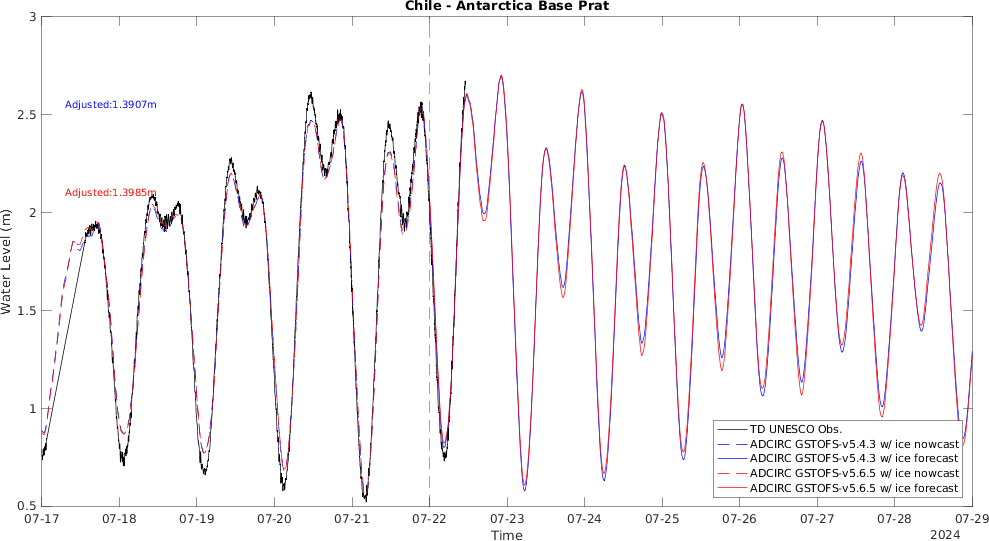 Chile - Antarctica Base Prat
3
2.5
2
1.5
1
0.5
Water Level (m)
Adjusted:1.3907m
Adjusted:1.3985m
TD UNESCO Obs.
ADCIRC GSTOFS-v5.4.3 w/ ice nowcast
ADCIRC GSTOFS-v5.4.3 w/ ice forecast
ADCIRC GSTOFS-v5.6.5 w/ ice nowcast
ADCIRC GSTOFS-v5.6.5 w/ ice forecast
07-17 07-18 07-19 07-20 07-21 07-22 07-23 07-24 07-25 07-26 07-27 07-28 07-29
Time
2024